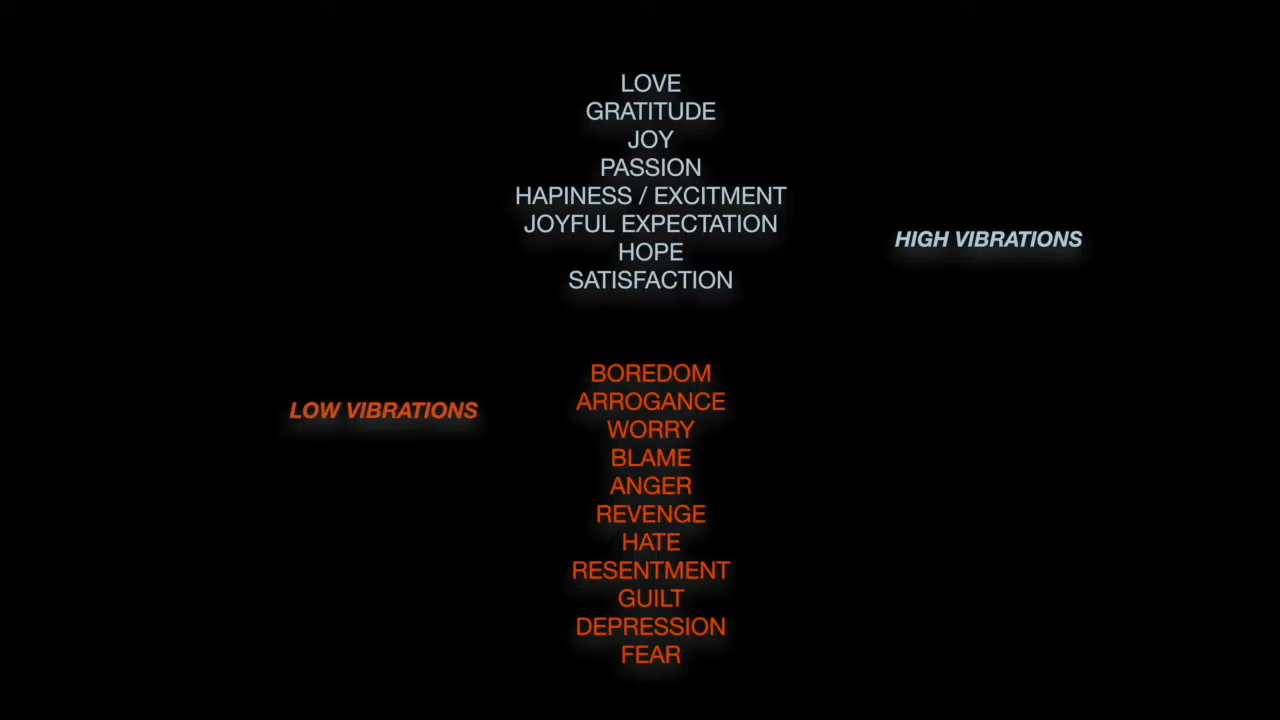 LOVE
GRATITUDE
JOY
PASSION
HAPINESS / EXCITMENT
JOYFUL EXPECTATION
HOPE
SATISFACTION
HIGH VIBRATIONS
BOREDOM
ARROGANCE
WORRY
BLAME
ANGER
REVENGE
HATE
RESENTMENT
GUILT
DEPRESSION
FEAR
LOW VIBRATIONS